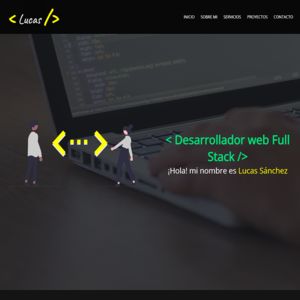 < Lucas />
INICIO SOBRE MI SERVICIOS PROYECTOS CONTACTO
< Desarrollador web Full
Stack />
¡Hola! mi nombre es Lucas Sánchez